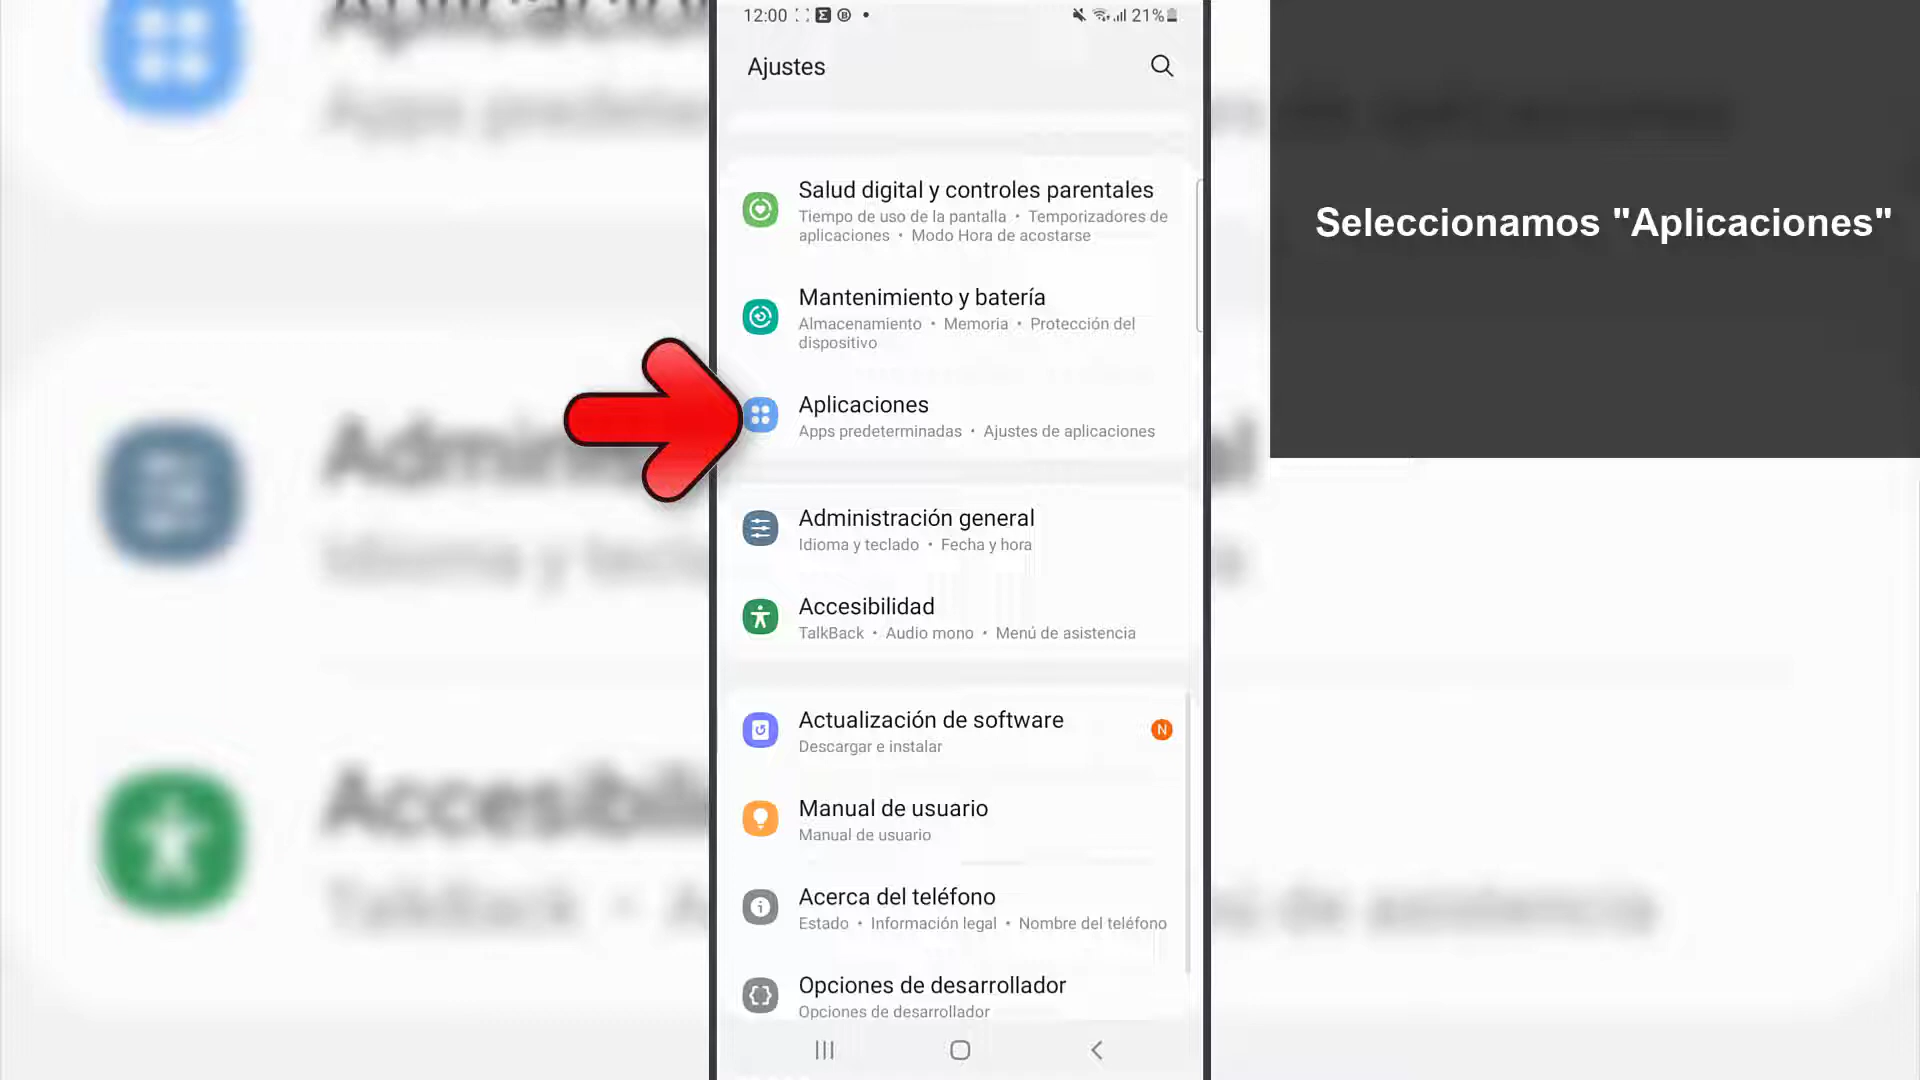 12:00
21%
Ajustes
Salud digital y controles parentales
Tiempo de uso de la pantalla • Temporizadores de
aplicaciones • Modo Hora de acostarse
Mantenimiento y batería
Almacenamiento • Memoria • Protección del
dispositivo
Aplicaciones
Apps predeterminadas • Ajustes de aplicaciones
Administración general
Idioma y teclado • Fecha y hora
Accesibilidad
TalkBack • Audio mono • Menú de asistencia
Actualización de software
N
Descargar e instalar
Manual de usuario
Manual de usuario
Acerca del teléfono
Estado • Información legal • Nombre del teléfono
Opciones de desarrollador
Opciones de desarrollador
Seleccionamos "Aplicaciones"